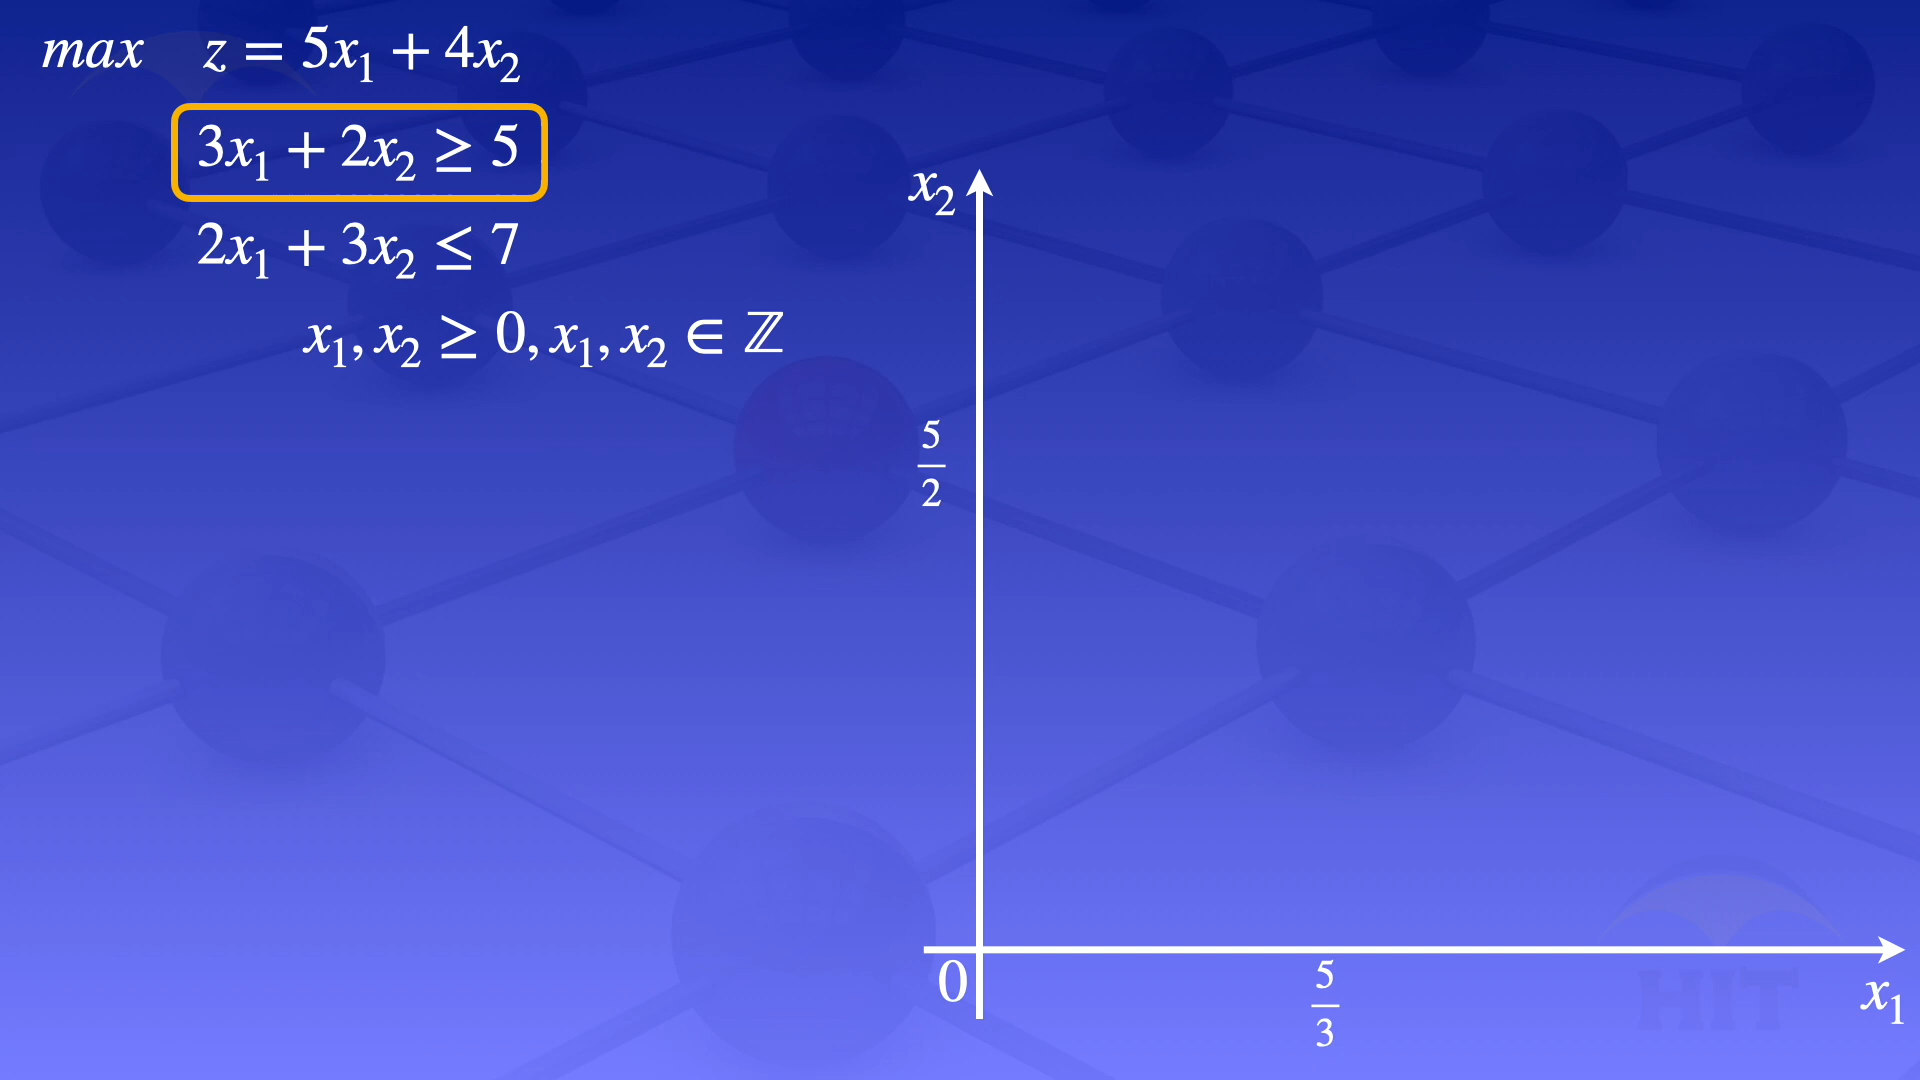 max z = 5x₁ + 4x₂
3x₁ + 2x₂ ≥ 5
2x₁ + 3x₂ ≤ 7
x₁, x₂ ≥ 0, x₁, x₂ ∈ ℤ
x₂
5/2
0
5/3
x₁
HIT